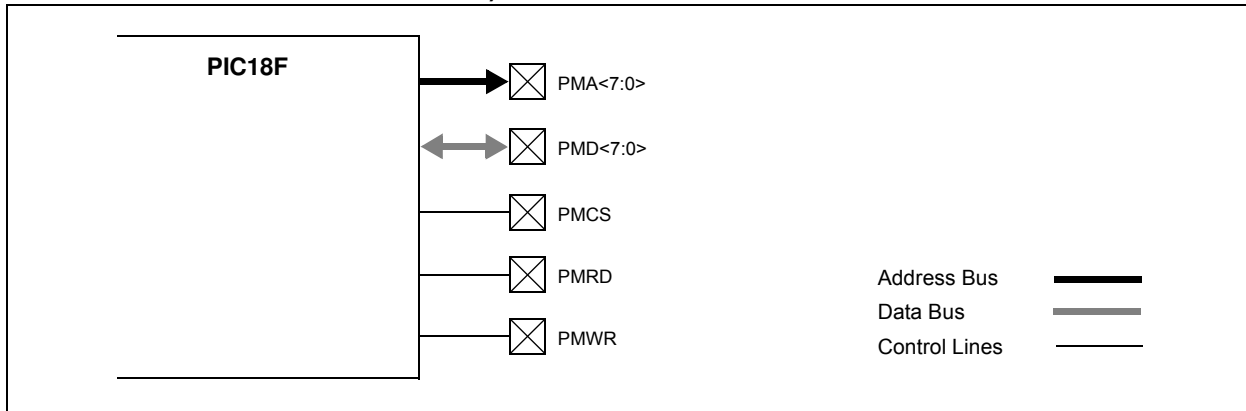 PIC18F
PMA<7:0>
PMD<7:0>
PMCS
PMRD
PMWR
Address Bus
Data Bus
Control Lines